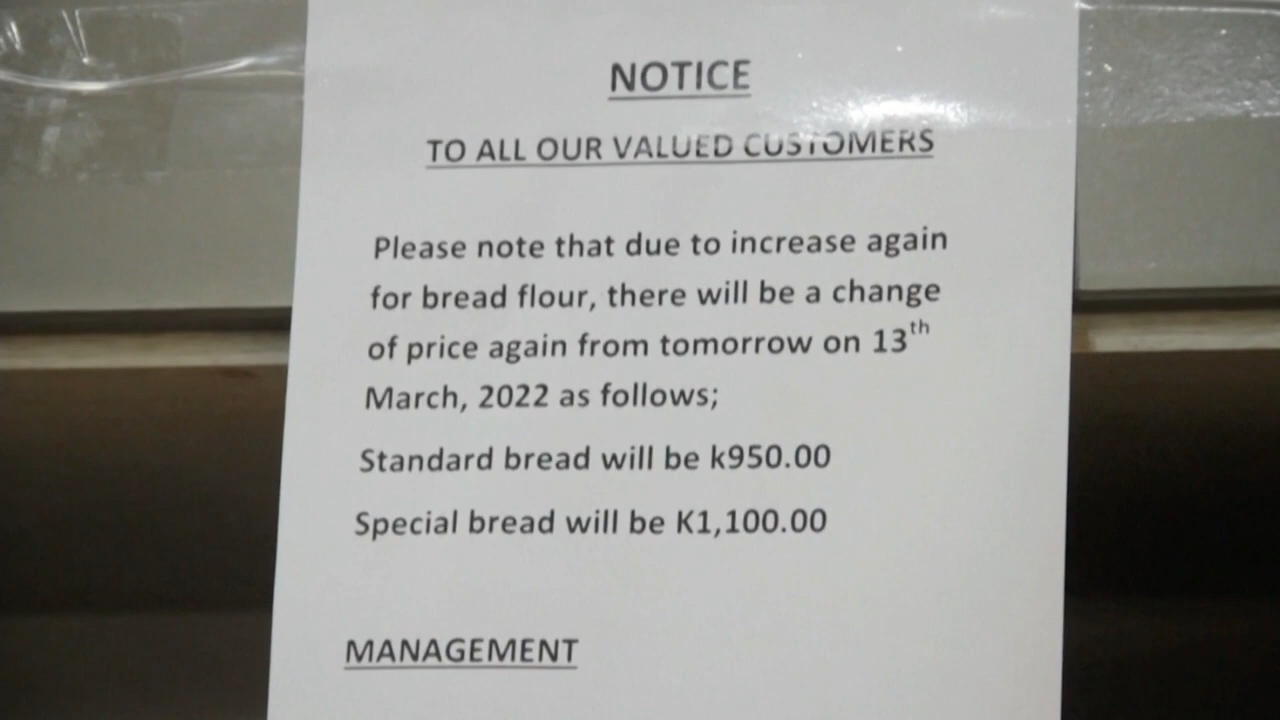 NOTICE
TO ALL OUR VALUED CUSTOMERS
Please note that due to increase again
for bread flour, there will be a change
of price again from tomorrow on 13th
March, 2022 as follows;
Standard bread will be k950.00
Special bread will be K1,100.00
MANAGEMENT